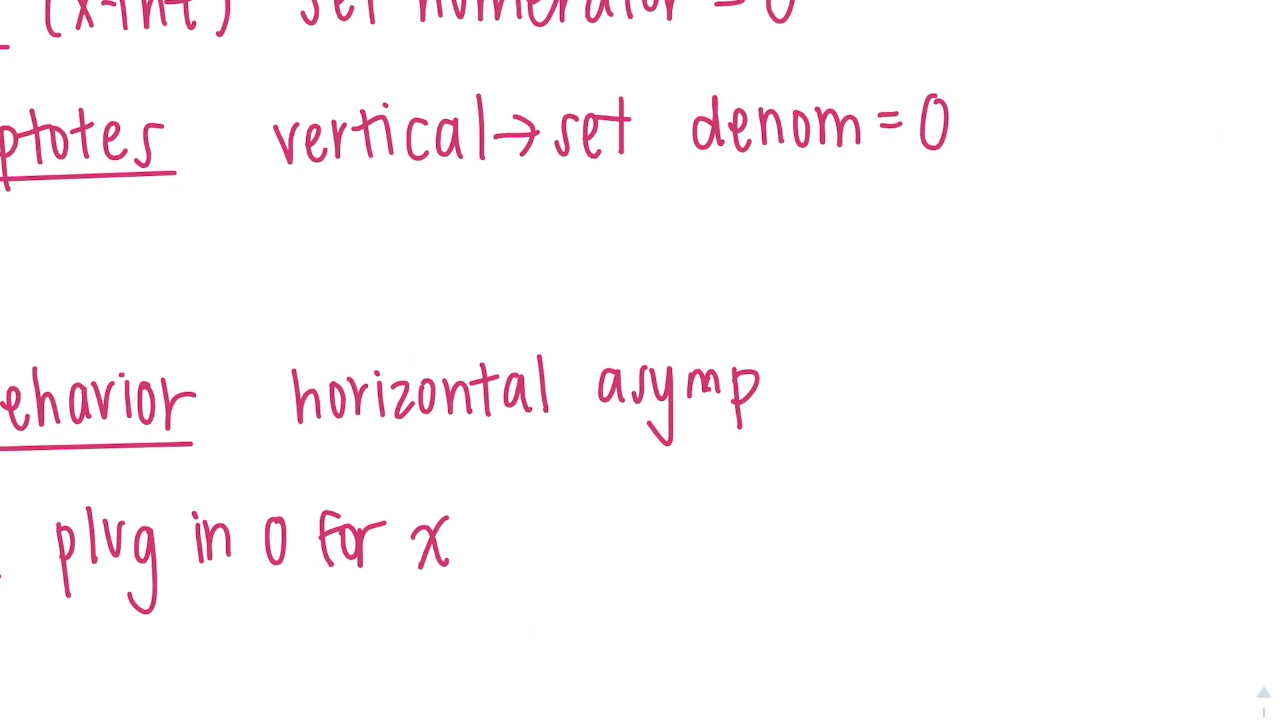 (x-int) set numerator = 0
ptotes vertical → set denom = 0
ehavior horizontal asymp
plug in 0 for x